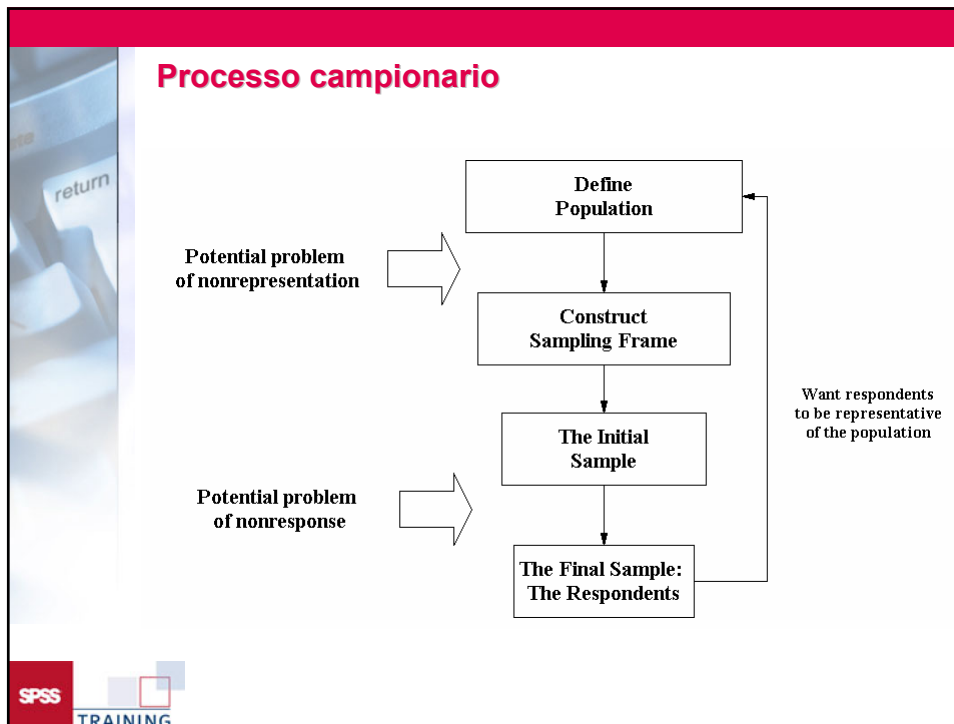 Processo campionario
return
Define
Population
Potential problem
of nonrepresentation
Construct
Sampling Frame
Want respondents
to be representative
of the population
The Initial
Sample
Potential problem
of nonresponse
The Final Sample:
The Respondents
SPSS
TRAINING